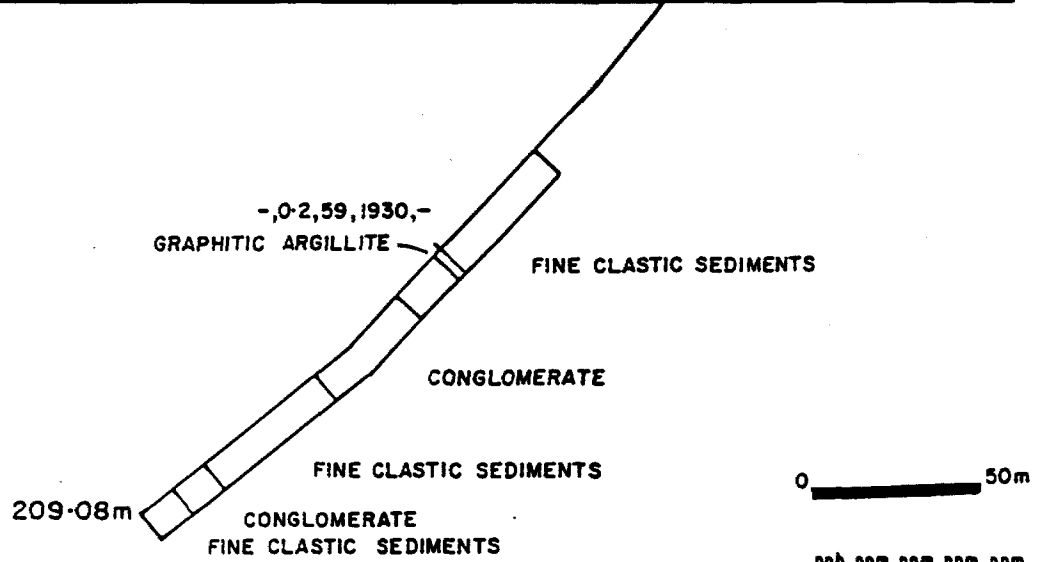 -,0·2,59,1930,-
GRAPHITIC ARGILLITE
FINE CLASTIC SEDIMENTS
CONGLOMERATE
FINE CLASTIC SEDIMENTS
0 50m
209·08m
CONGLOMERATE
FINE CLASTIC SEDIMENTS